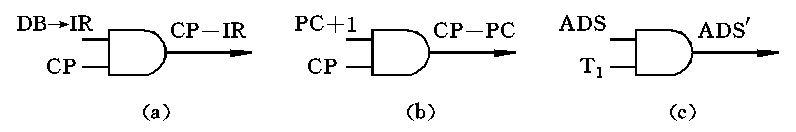 DB→IR CP—IR PC+1 CP—PC ADS ADS′
CP CP T₁
(a) (b) (c)